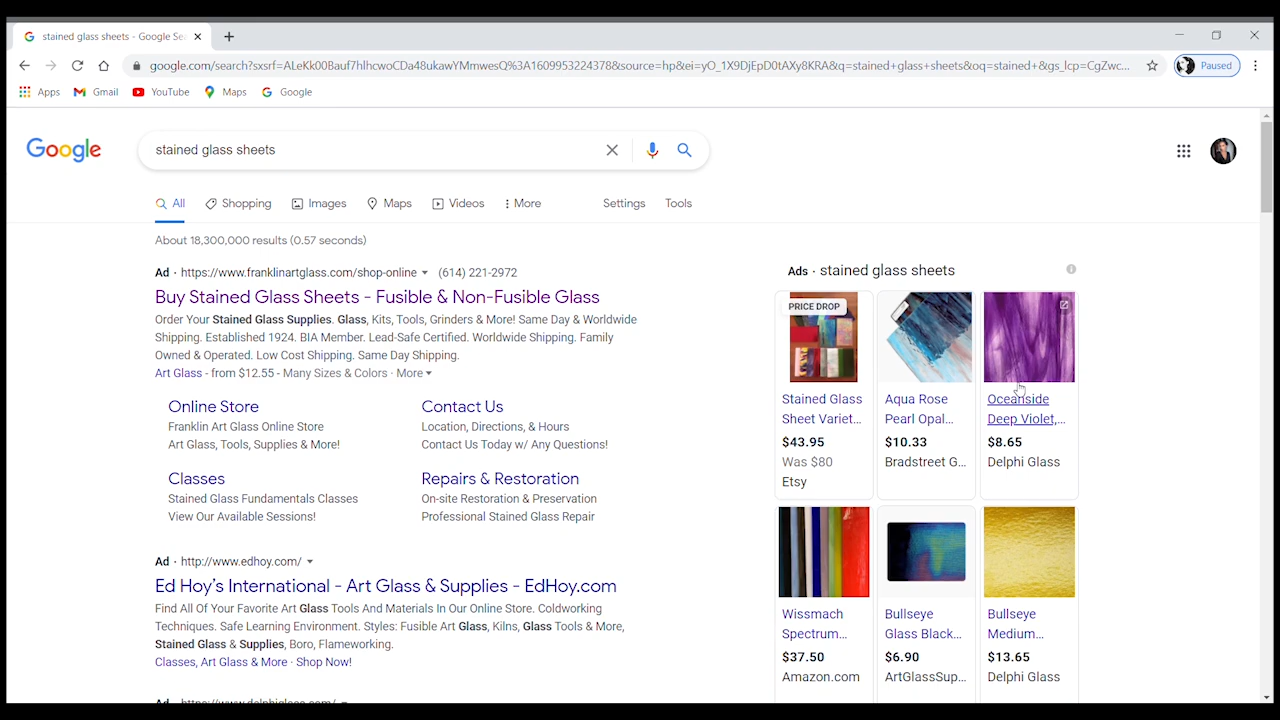 stained glass sheets - Google Se
google.com/search?sxsrf=ALeKk00Bauf7hIhcwoCDa48ukawYMmwesQ%3A1609953224378&source=hp&ei=yO_1X9DjEpD0tAXy8KRA&q=stained+glass+sheets&oq=stained+&gs_lcp=CgZwc...
Paused
Apps Gmail YouTube Maps Google
Google
stained glass sheets
All Shopping Images Maps Videos More Settings Tools
About 18,300,000 results (0.57 seconds)
Ad · https://www.franklinartglass.com/shop-online (614) 221-2972
Buy Stained Glass Sheets - Fusible & Non-Fusible Glass
Order Your Stained Glass Supplies. Glass, Kits, Tools, Grinders & More! Same Day & Worldwide
Shipping. Established 1924. BIA Member. Lead-Safe Certified. Worldwide Shipping. Family
Owned & Operated. Low Cost Shipping. Same Day Shipping.
Art Glass - from $12.55 - Many Sizes & Colors · More
Online Store
Franklin Art Glass Online Store
Art Glass, Tools, Supplies & More!
Contact Us
Location, Directions, & Hours
Contact Us Today w/ Any Questions!
Classes
Stained Glass Fundamentals Classes
View Our Available Sessions!
Repairs & Restoration
On-site Restoration & Preservation
Professional Stained Glass Repair
Ad · http://www.edhoy.com/
Ed Hoy's International - Art Glass & Supplies - EdHoy.com
Find All Of Your Favorite Art Glass Tools And Materials In Our Online Store. Coldworking
Techniques. Safe Learning Environment. Styles: Fusible Art Glass, Kilns, Glass Tools & More,
Stained Glass & Supplies, Boro, Flameworking.
Classes, Art Glass & More · Shop Now!
Ad · https://www.delphiglass.com/
Ads · stained glass sheets
PRICE DROP
Stained Glass
Sheet Variet...
$43.95
Was $80
Etsy
Aqua Rose
Pearl Opal...
$10.33
Bradstreet G...
Oceanside
Deep Violet,...
$8.65
Delphi Glass
Wissmach
Spectrum...
$37.50
Amazon.com
Bullseye
Glass Black...
$6.90
ArtGlassSup...
Bullseye
Medium...
$13.65
Delphi Glass